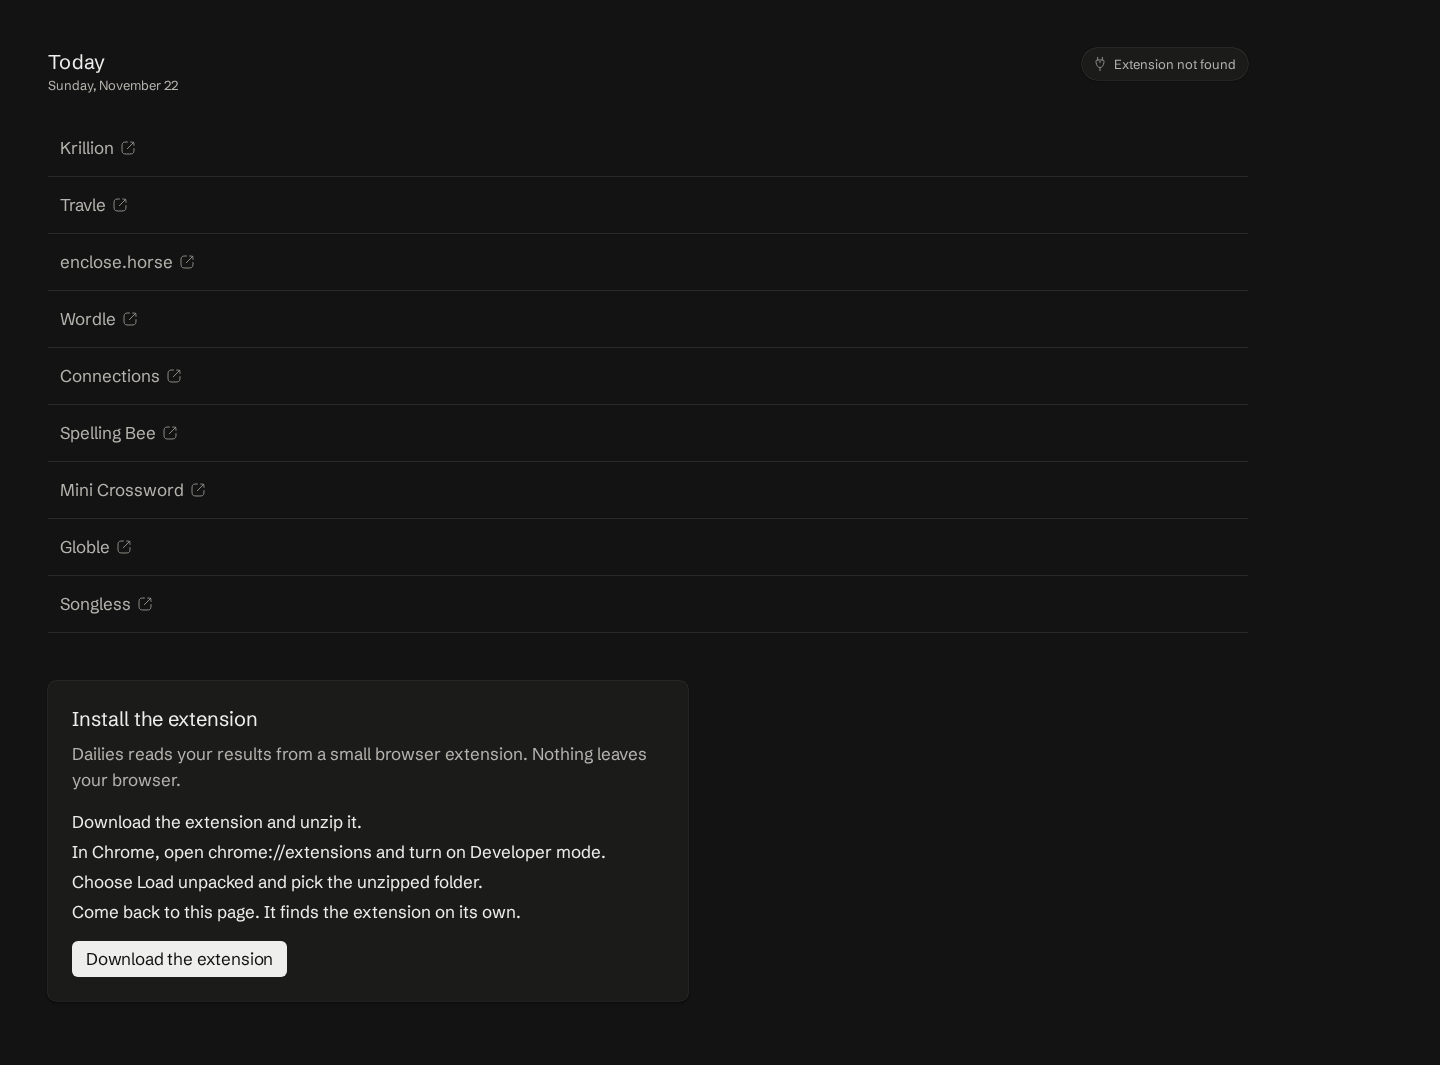 Today
Sunday, November 22
Extension not found
Krillion
Travle
enclose.horse
Wordle
Connections
Spelling Bee
Mini Crossword
Globle
Songless
Install the extension
Dailies reads your results from a small browser extension. Nothing leaves
your browser.
Download the extension and unzip it.
In Chrome, open chrome://extensions and turn on Developer mode.
Choose Load unpacked and pick the unzipped folder.
Come back to this page. It finds the extension on its own.
Download the extension